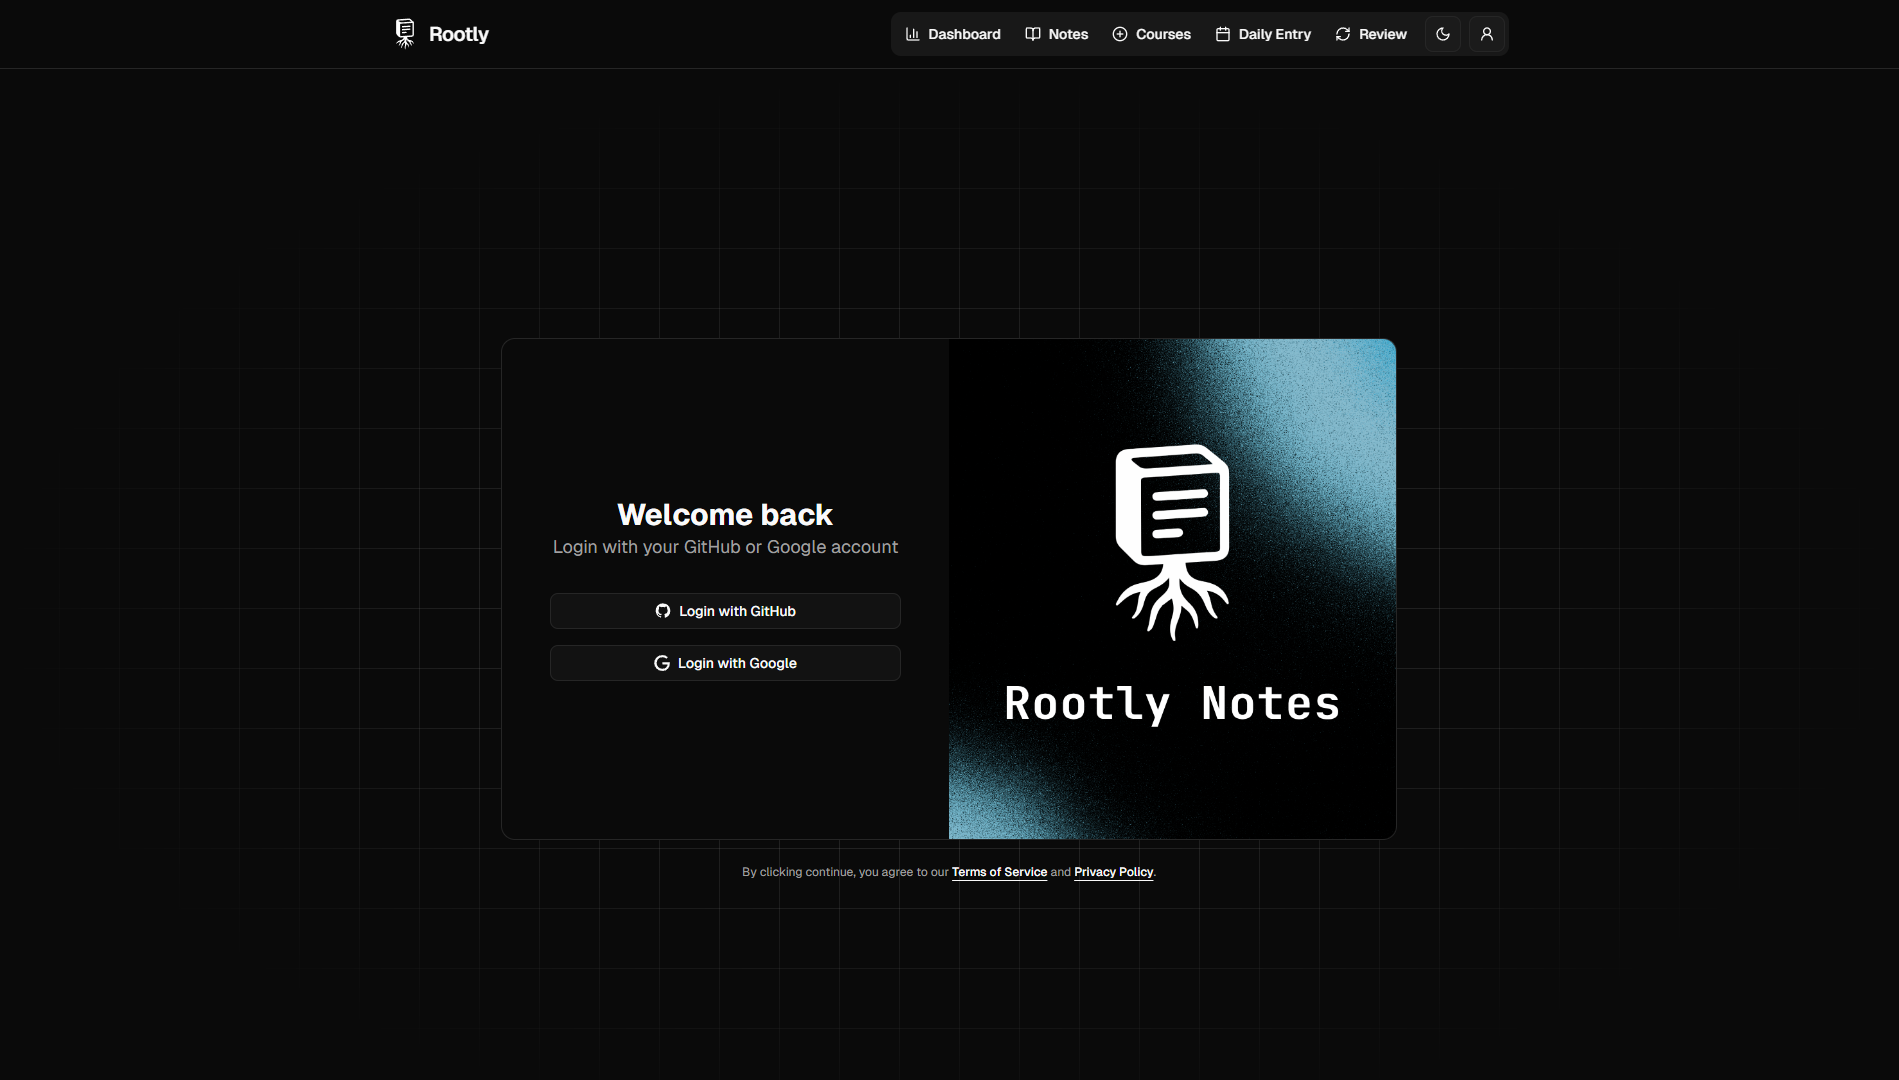 Rootly
Dashboard
Notes
Courses
Daily Entry
Review
Welcome back
Login with your GitHub or Google account
Login with GitHub
Login with Google
Rootly Notes
By clicking continue, you agree to our Terms of Service and Privacy Policy.